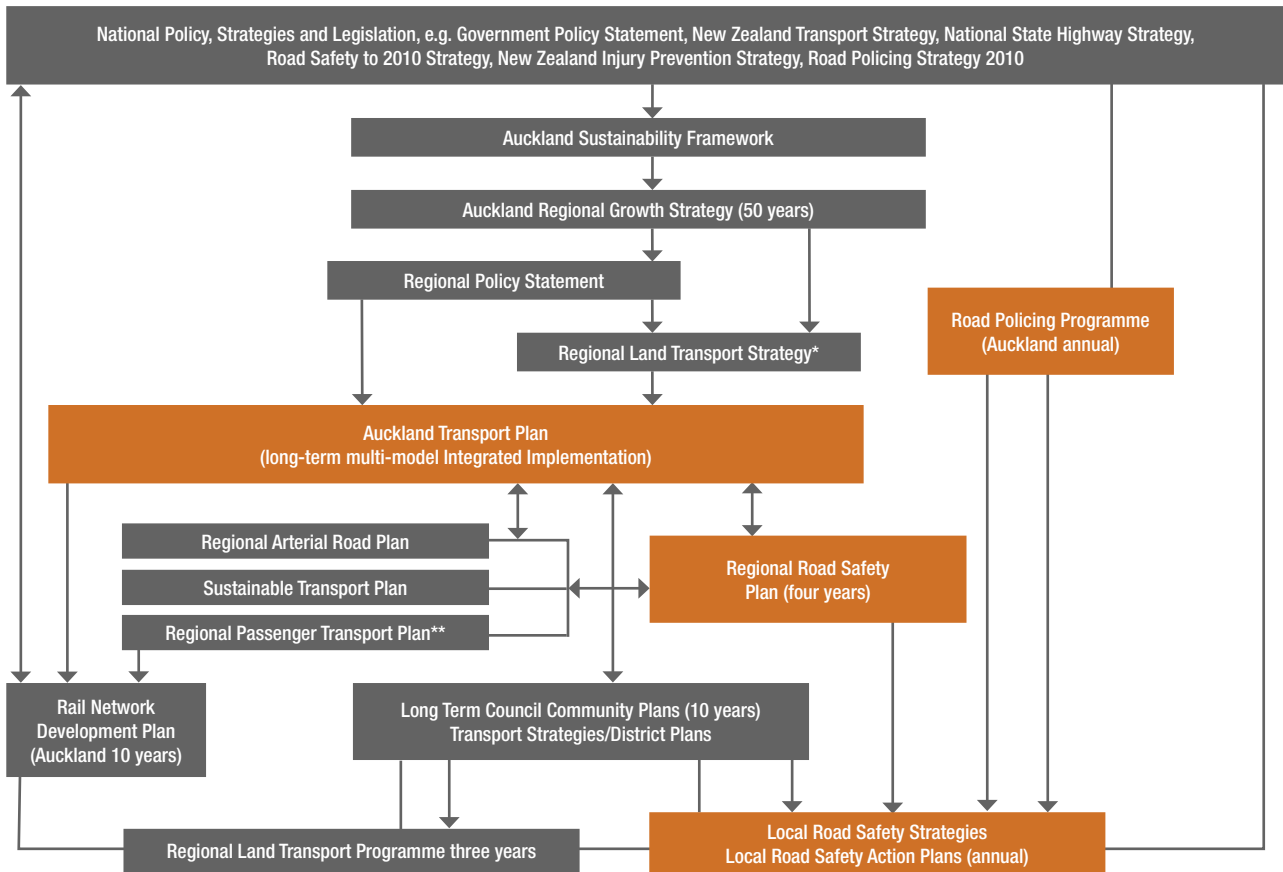 National Policy, Strategies and Legislation, e.g. Government Policy Statement, New Zealand Transport Strategy, National State Highway Strategy,
Road Safety to 2010 Strategy, New Zealand Injury Prevention Strategy, Road Policing Strategy 2010
Auckland Sustainability Framework
Auckland Regional Growth Strategy (50 years)
Regional Policy Statement
Road Policing Programme
(Auckland annual)
Regional Land Transport Strategy*
Auckland Transport Plan
(long-term multi-model Integrated Implementation)
Regional Arterial Road Plan
Sustainable Transport Plan
Regional Passenger Transport Plan**
Regional Road Safety
Plan (four years)
Rail Network
Development Plan
(Auckland 10 years)
Long Term Council Community Plans (10 years)
Transport Strategies/District Plans
Regional Land Transport Programme three years
Local Road Safety Strategies
Local Road Safety Action Plans (annual)